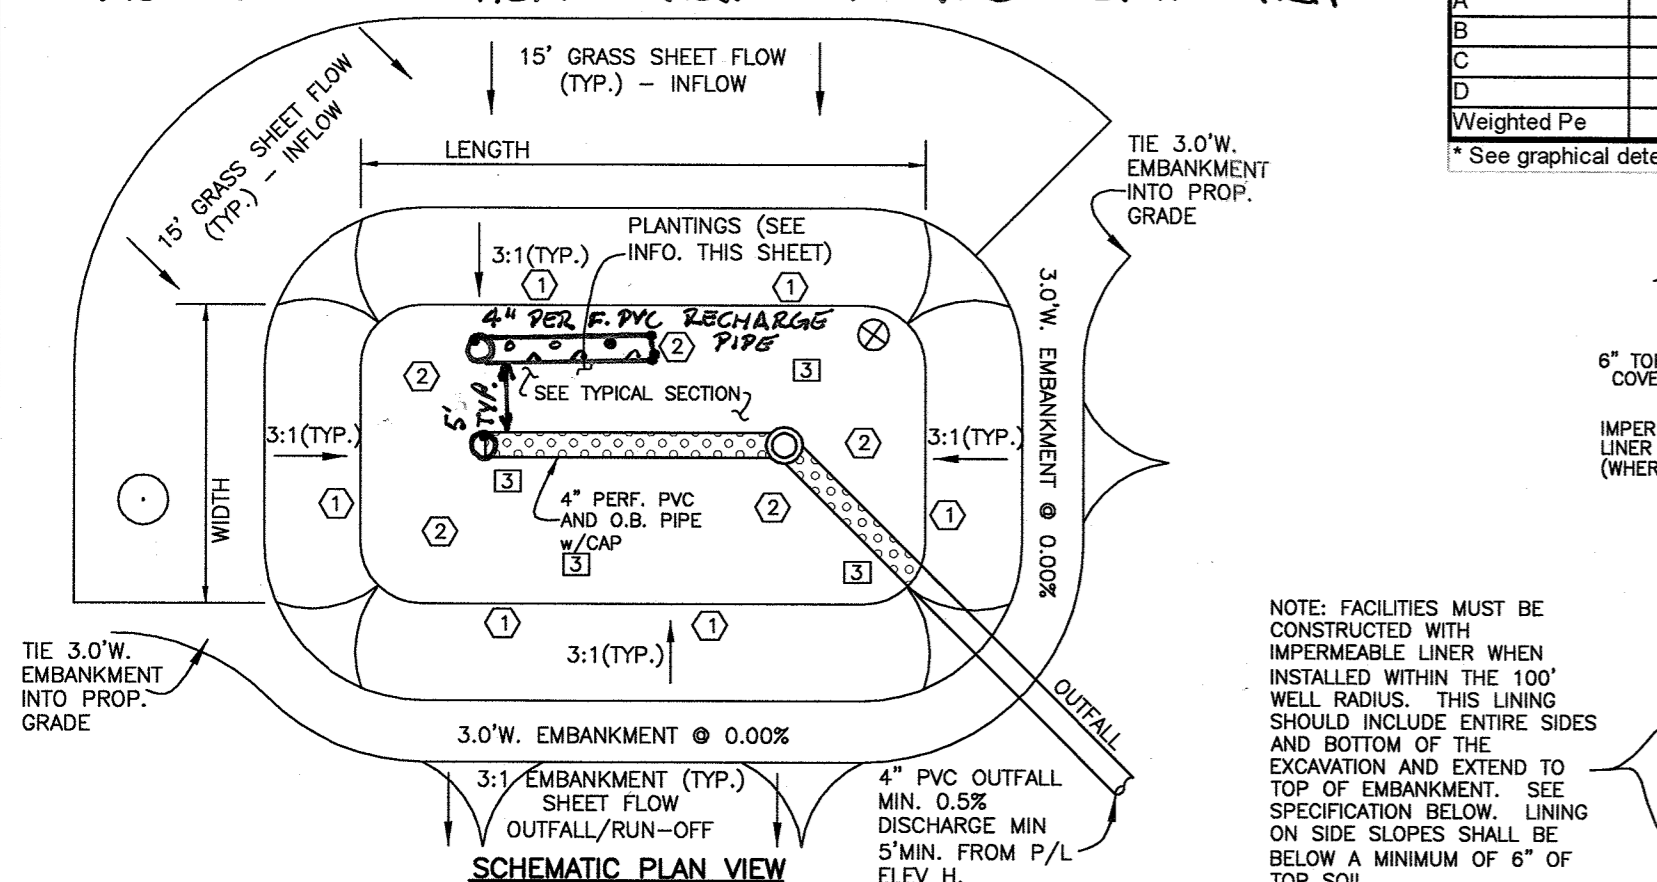 A
B
C
D
Weighted Pe
* See graphical dete
15' GRASS SHEET FLOW
(TYP.) - INFLOW
15' GRASS SHEET FLOW
(TYP.) - INFLOW
LENGTH
TIE 3.0'W.
EMBANKMENT
INTO PROP.
GRADE
PLANTINGS (SEE
INFO. THIS SHEET)
3:1(TYP.)
1
1
4" PERF. PVC RECHARGE
PIPE
2
2
3
5'
TYP.
SEE TYPICAL SECTION
3:1(TYP.)
2
3:1(TYP.)
3.0'W. EMBANKMENT @ 0.00%
WIDTH
1
3
4" PERF. PVC
AND O.B. PIPE
w/CAP
2
2
1
3
3
1
1
3:1(TYP.)
6" TO
COVE
IMPER
LINER
(WHER
TIE 3.0'W.
EMBANKMENT
INTO PROP.
GRADE
OUTFALL
3.0'W. EMBANKMENT @ 0.00%
3:1 EMBANKMENT (TYP.)
SHEET FLOW
OUTFALL/RUN-OFF
SCHEMATIC PLAN VIEW
4" PVC OUTFALL
MIN. 0.5%
DISCHARGE MIN
5'MIN. FROM P/L
ELEV H.
NOTE: FACILITIES MUST BE
CONSTRUCTED WITH
IMPERMEABLE LINER WHEN
INSTALLED WITHIN THE 100'
WELL RADIUS. THIS LINING
SHOULD INCLUDE ENTIRE SIDES
AND BOTTOM OF THE
EXCAVATION AND EXTEND TO
TOP OF EMBANKMENT. SEE
SPECIFICATION BELOW. LINING
ON SIDE SLOPES SHALL BE
BELOW A MINIMUM OF 6" OF
TOP SOIL